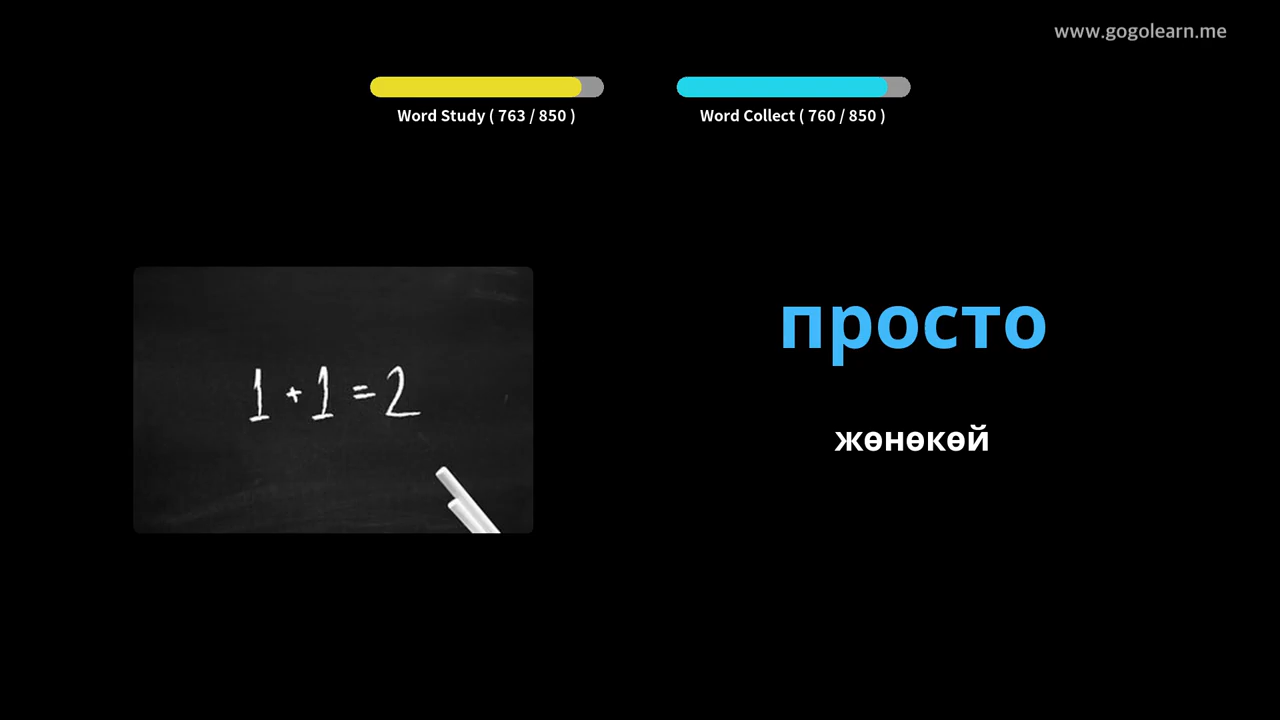 www.gogolearn.me
Word Study ( 763 / 850 )
Word Collect ( 760 / 850 )
1 + 1 = 2
просто
жөнөкөй